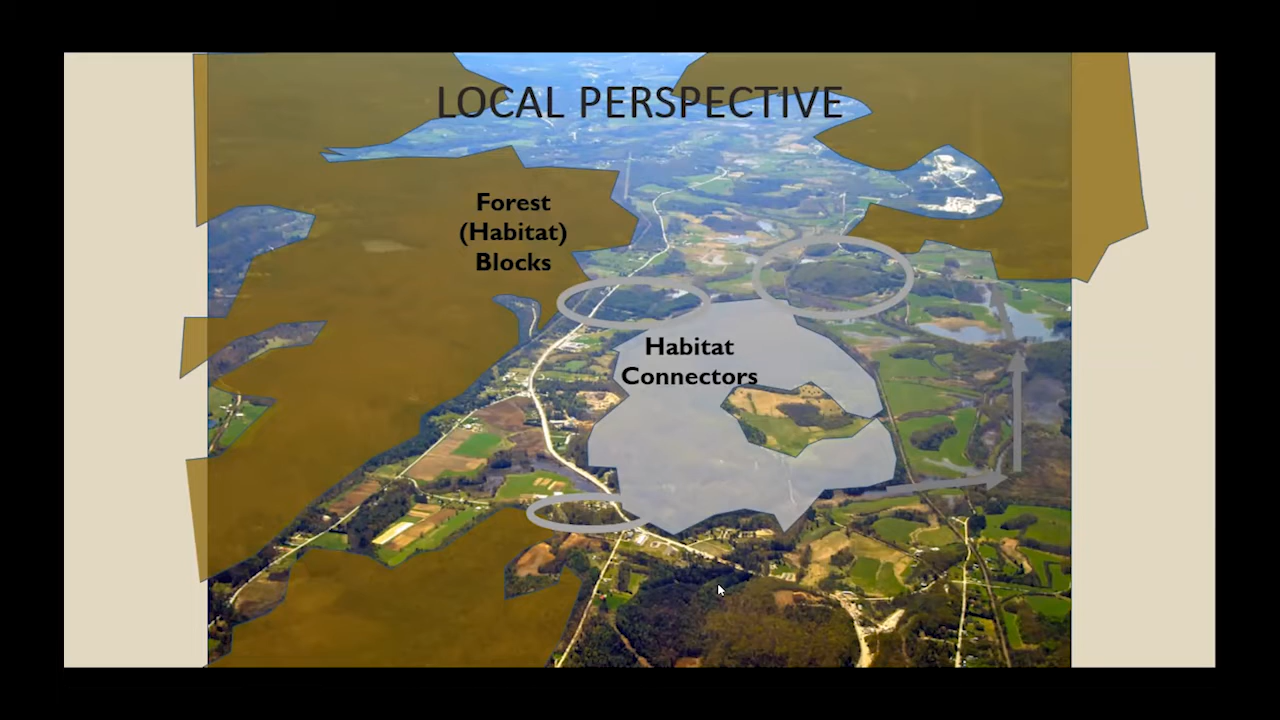 LOCAL PERSPECTIVE
Forest
(Habitat)
Blocks
Habitat
Connectors